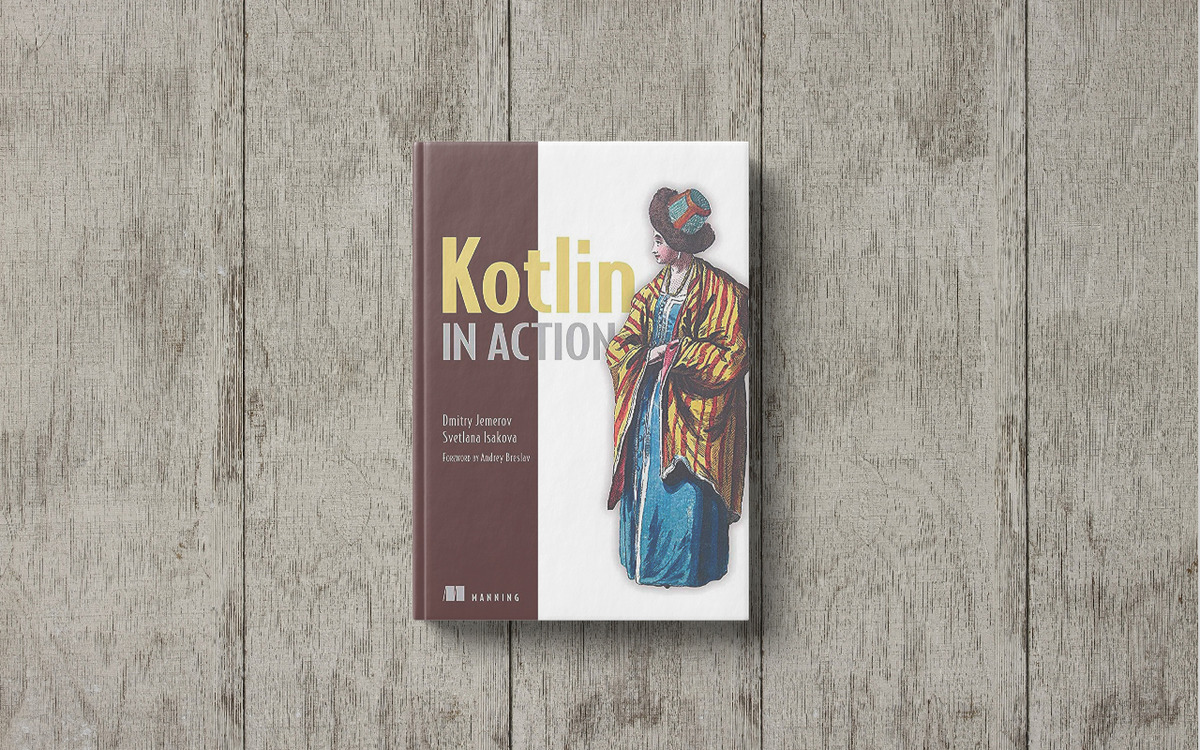 Kotlin
IN ACTION
Dmitry Jemerov
Svetlana Isakova
FOREWORD BY Andrey Breslav
MANNING